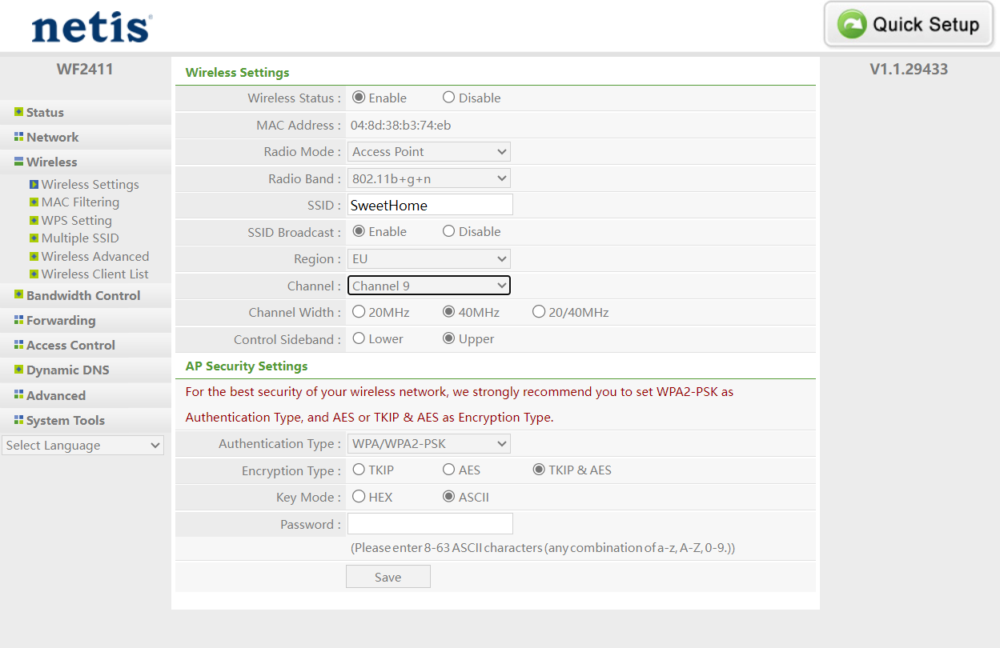 netis
Quick Setup
WF2411
V1.1.29433
Status
Network
Wireless
Wireless Settings
MAC Filtering
WPS Setting
Multiple SSID
Wireless Advanced
Wireless Client List
Bandwidth Control
Forwarding
Access Control
Dynamic DNS
Advanced
System Tools
Select Language
Wireless Settings
Wireless Status : Enable Disable
MAC Address : 04:8d:38:b3:74:eb
Radio Mode : Access Point
Radio Band : 802.11b+g+n
SSID : SweetHome
SSID Broadcast : Enable Disable
Region : EU
Channel : Channel 9
Channel Width : 20MHz 40MHz 20/40MHz
Control Sideband : Lower Upper
AP Security Settings
For the best security of your wireless network, we strongly recommend you to set WPA2-PSK as
Authentication Type, and AES or TKIP & AES as Encryption Type.
Authentication Type : WPA/WPA2-PSK
Encryption Type : TKIP AES TKIP & AES
Key Mode : HEX ASCII
Password :
(Please enter 8-63 ASCII characters (any combination of a-z, A-Z, 0-9.))
Save